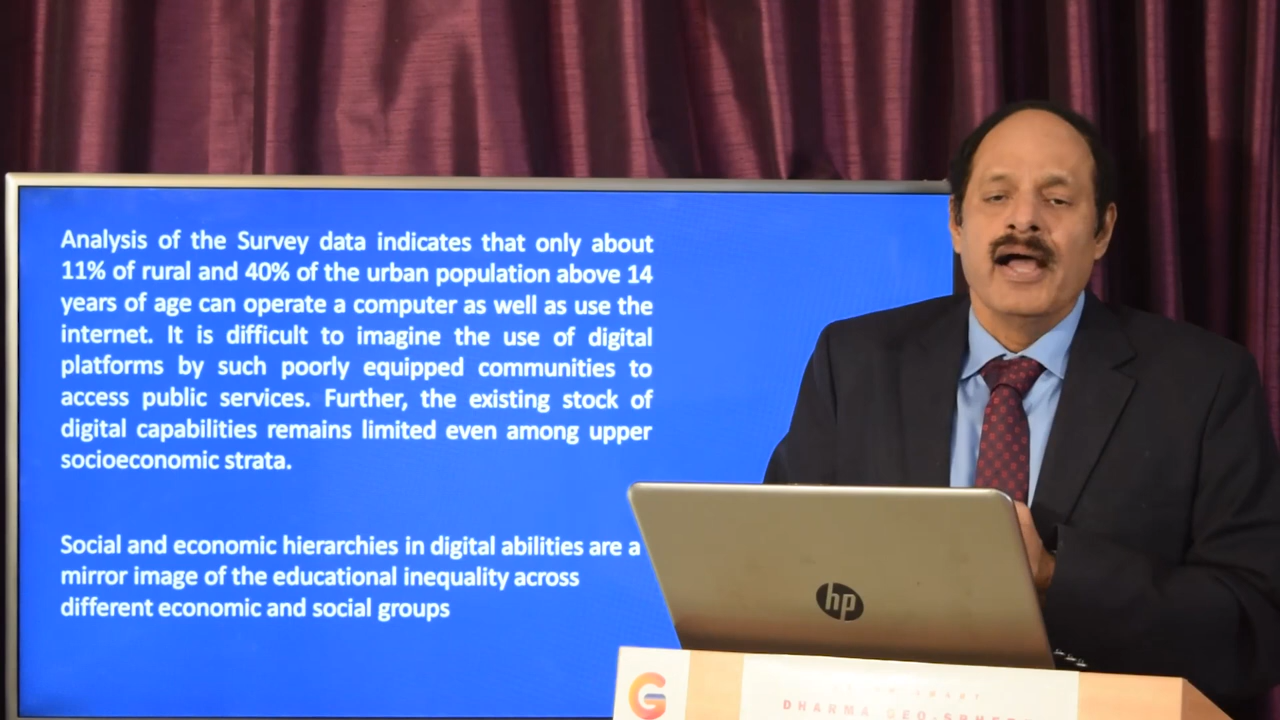 Analysis of the Survey data indicates that only about
11% of rural and 40% of the urban population above 14
years of age can operate a computer as well as use the
internet. It is difficult to imagine the use of digital
platforms by such poorly equipped communities to
access public services. Further, the existing stock of
digital capabilities remains limited even among upper
socioeconomic strata.
Social and economic hierarchies in digital abilities are a
mirror image of the educational inequality across
different economic and social groups
hp
G
DHARMA GEO-SPHERE